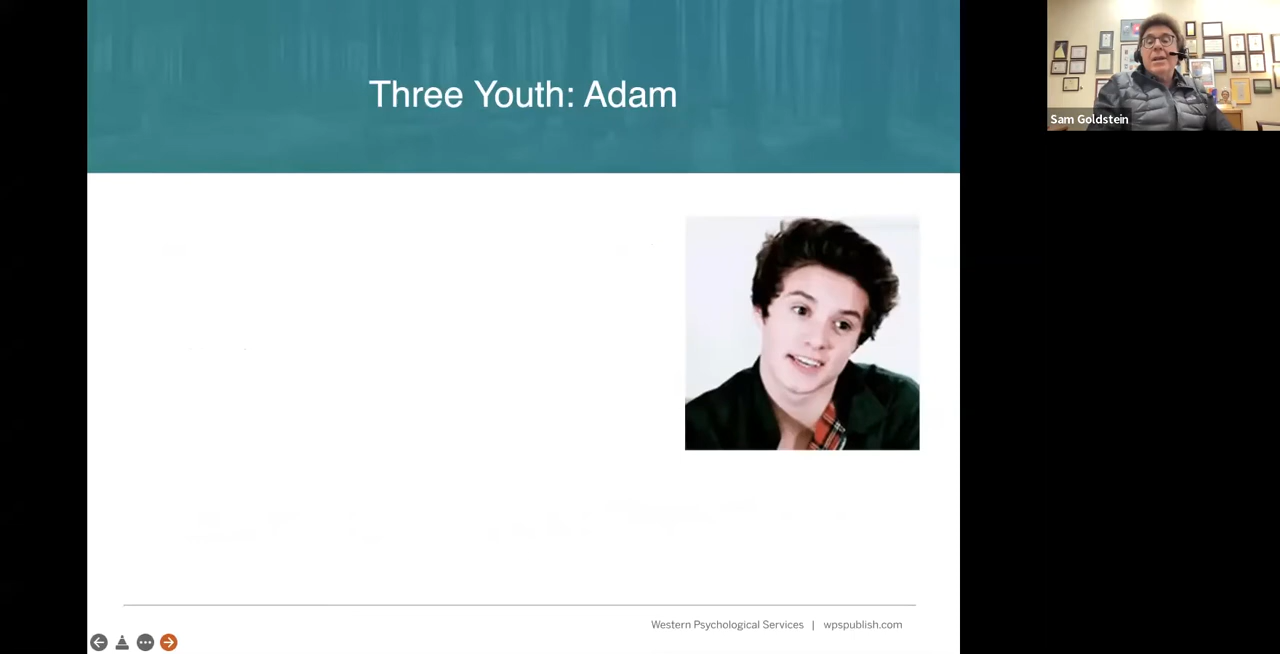 Three Youth: Adam
Sam Goldstein
Western Psychological Services | wpspublish.com